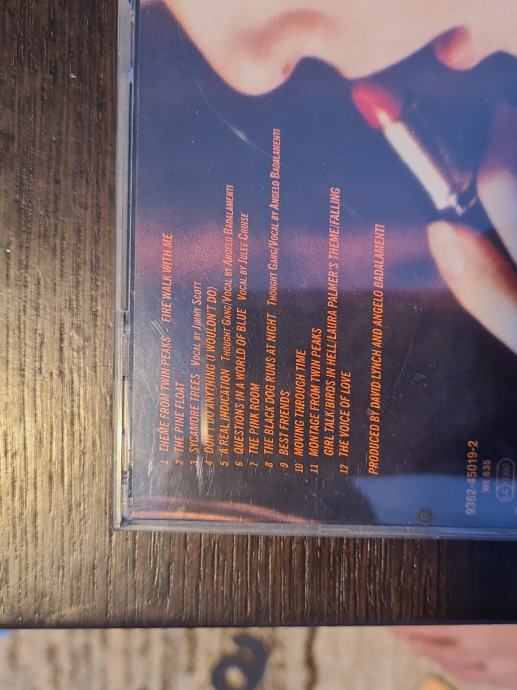 1 THEME FROM TWIN PEAKS FIRE WALK WITH ME
2 THE PINE FLOAT
3 SYCAMORE TREES VOCAL BY JIMMY SCOTT
4 DON'T DO ANYTHING (I WOULDN'T DO)
5 A REAL INDICATION THOUGHT GANG/VOCAL BY ANGELO BADALAMENTI
6 QUESTIONS IN A WORLD OF BLUE VOCAL BY JULEE CRUISE
7 THE PINK ROOM
8 THE BLACK DOG RUNS AT NIGHT THOUGHT GANG/VOCAL BY ANGELO BADALAMENTI
9 BEST FRIENDS
10 MOVING THROUGH TIME
11 MONTAGE FROM TWIN PEAKS
GIRL TALK/BIRDS IN HELL/LAURA PALMER'S THEME/FALLING
12 THE VOICE OF LOVE
PRODUCED BY DAVID LYNCH AND ANGELO BADALAMENTI
9362-45019-2
WE 835